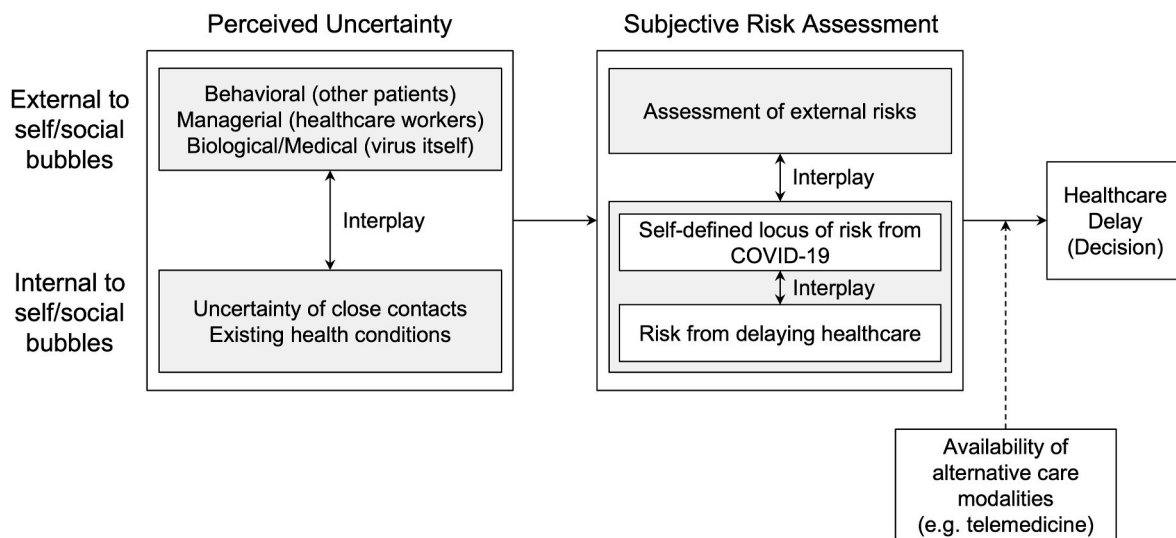 Perceived Uncertainty
Subjective Risk Assessment
External to
self/social
bubbles
Behavioral (other patients)
Managerial (healthcare workers)
Biological/Medical (virus itself)
Interplay
Internal to
self/social
bubbles
Uncertainty of close contacts
Existing health conditions
Assessment of external risks
Interplay
Self-defined locus of risk from
COVID-19
Interplay
Risk from delaying healthcare
Healthcare
Delay
(Decision)
Availability of
alternative care
modalities
(e.g. telemedicine)